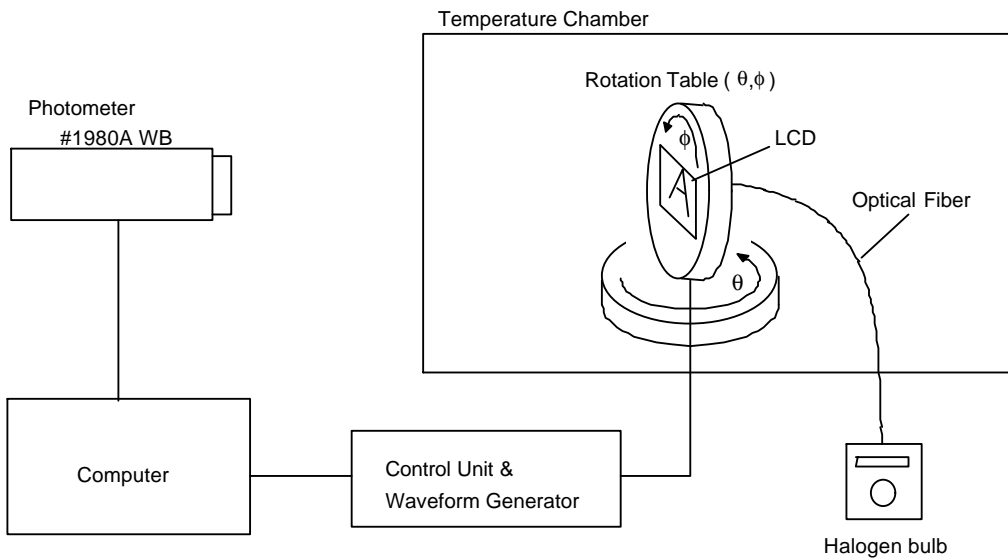 Temperature Chamber
Rotation Table ( θ,ϕ )
Photometer
#1980A WB
ϕ
LCD
A
Optical Fiber
θ
Computer
Control Unit &
Waveform Generator
Halogen bulb